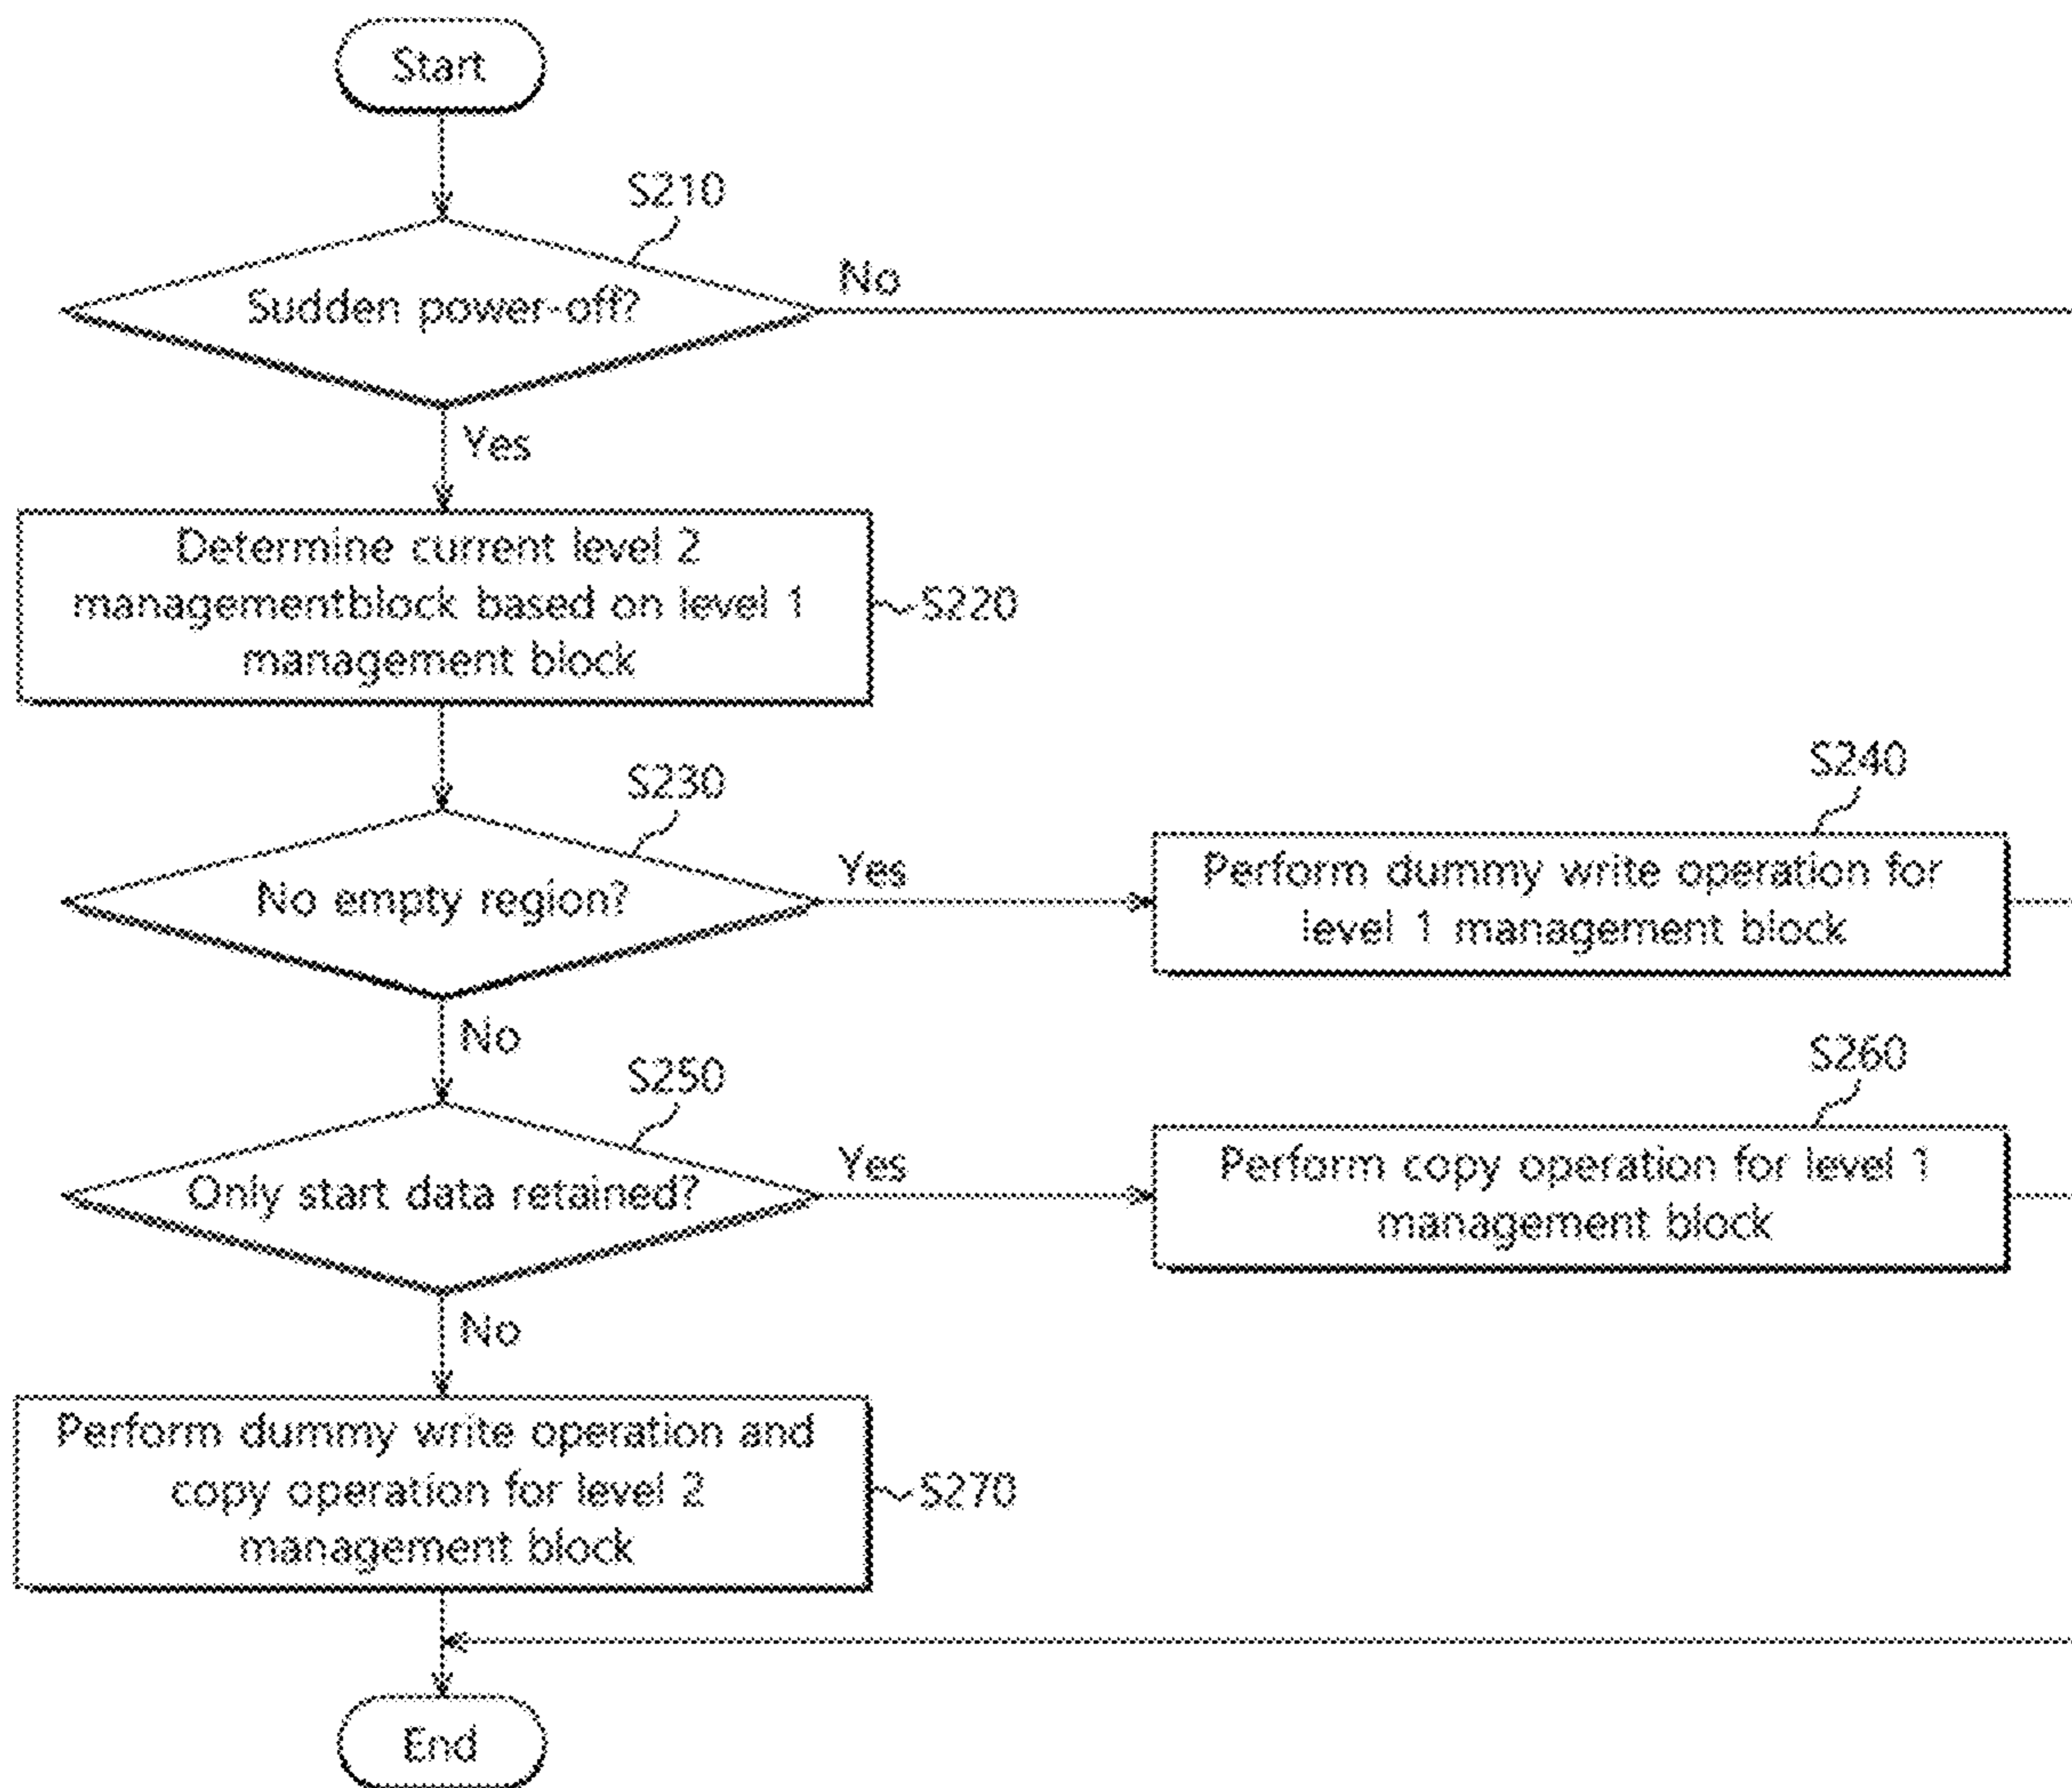 Start
S210
Sudden power-off?
No
Yes
Determine current level 2
managementblock based on level 1
management block
S220
S230
No empty region?
Yes
S240
Perform dummy write operation for
level 1 management block
No
S250
Only start data retained?
Yes
S260
Perform copy operation for level 1
management block
No
Perform dummy write operation and
copy operation for level 2
management block
S270
End